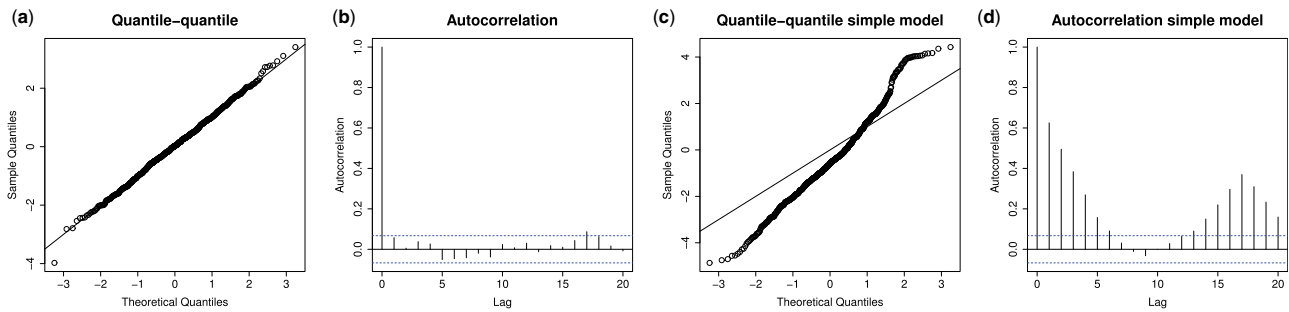 (a) Quantile−quantile
2
0
−2
−4
Sample Quantiles
−3 −2 −1 0 1 2 3
Theoretical Quantiles
(b) Autocorrelation
1.0
0.8
0.6
0.4
0.2
0.0
Autocorrelation
0 5 10 15 20
Lag
(c) Quantile−quantile simple model
4
2
0
−2
−4
Sample Quantiles
−3 −2 −1 0 1 2 3
Theoretical Quantiles
(d) Autocorrelation simple model
1.0
0.8
0.6
0.4
0.2
0.0
Autocorrelation
0 5 10 15 20
Lag